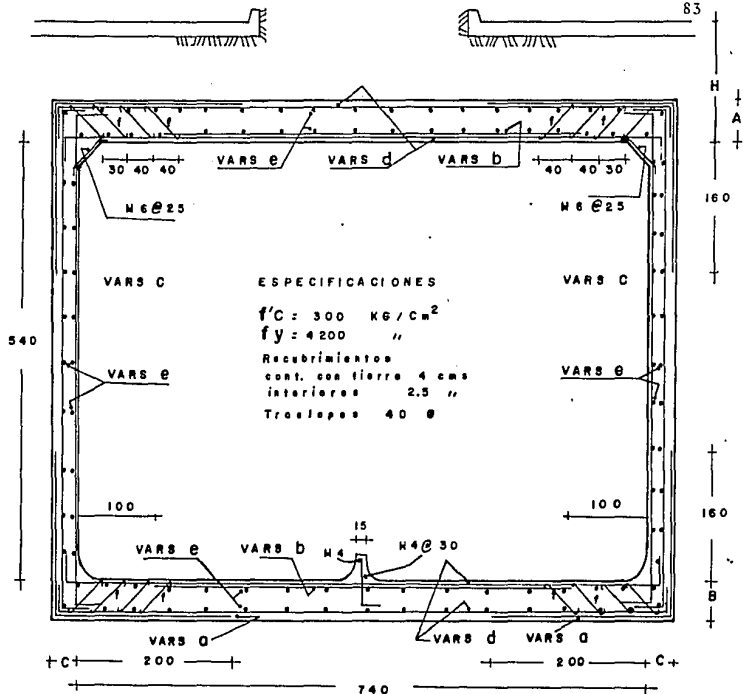 83
H
A
f f f f
VARS e VARS d VARS b
30 40 40
40 40 30
# 6 @ 25
# 6 @ 25
160
VARS C
VARS C
ESPECIFICACIONES
f'C = 300 KG / Cm²
fy = 4200 "
Recubrimientos
cont. con tierra 4 cms
interiores 2.5 "
Traslapes 40 Ø
540
VARS e
VARS e
100
100
15
160
VARS e
VARS b
#4
#4 @ 30
f f f f
B
VARS a
VARS d
VARS a
C 200
200 C
740